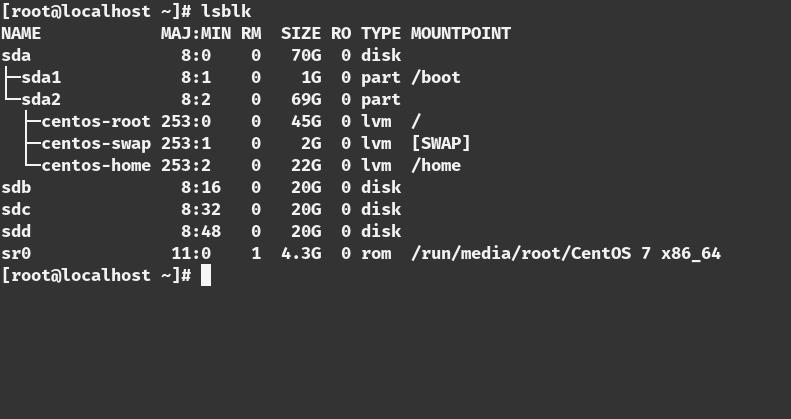 [root@localhost ~]# lsblk
NAME            MAJ:MIN RM  SIZE RO TYPE MOUNTPOINT
sda               8:0    0   70G  0 disk
├─sda1            8:1    0    1G  0 part /boot
└─sda2            8:2    0   69G  0 part
  ├─centos-root 253:0    0   45G  0 lvm  /
  ├─centos-swap 253:1    0    2G  0 lvm  [SWAP]
  └─centos-home 253:2    0   22G  0 lvm  /home
sdb               8:16   0   20G  0 disk
sdc               8:32   0   20G  0 disk
sdd               8:48   0   20G  0 disk
sr0              11:0    1  4.3G  0 rom  /run/media/root/CentOS 7 x86_64
[root@localhost ~]#